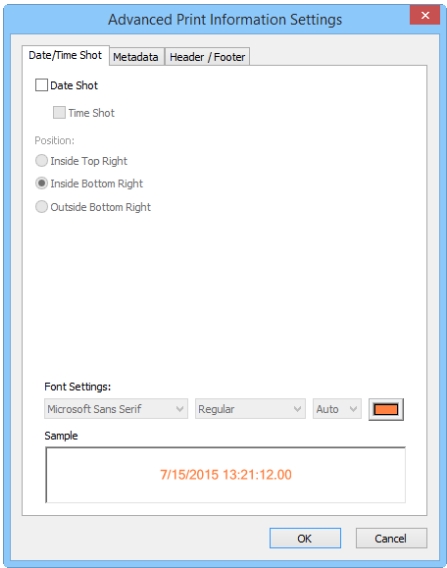 Advanced Print Information Settings
Date/Time Shot Metadata Header / Footer
Date Shot
Time Shot
Position:
Inside Top Right
Inside Bottom Right
Outside Bottom Right
Font Settings:
Microsoft Sans Serif Regular Auto
Sample
7/15/2015 13:21:12.00
OK Cancel